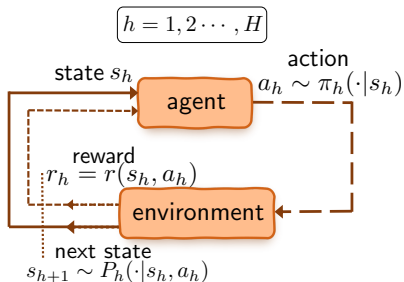 h = 1, 2 ⋯ , H
action
state s_h
a_h ∼ π_h(·|s_h)
agent
reward
r_h = r(s_h, a_h)
environment
next state
s_{h+1} ∼ P_h(·|s_h, a_h)